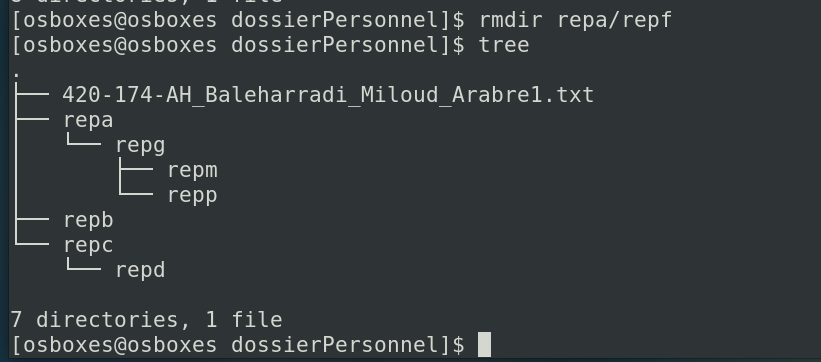 [osboxes@osboxes dossierPersonnel]$ rmdir repa/repf
[osboxes@osboxes dossierPersonnel]$ tree
.
├── 420-174-AH_Baleharradi_Miloud_Arabre1.txt
├── repa
│   └── repg
│       ├── repm
│       └── repp
├── repb
└── repc
    └── repd
7 directories, 1 file
[osboxes@osboxes dossierPersonnel]$